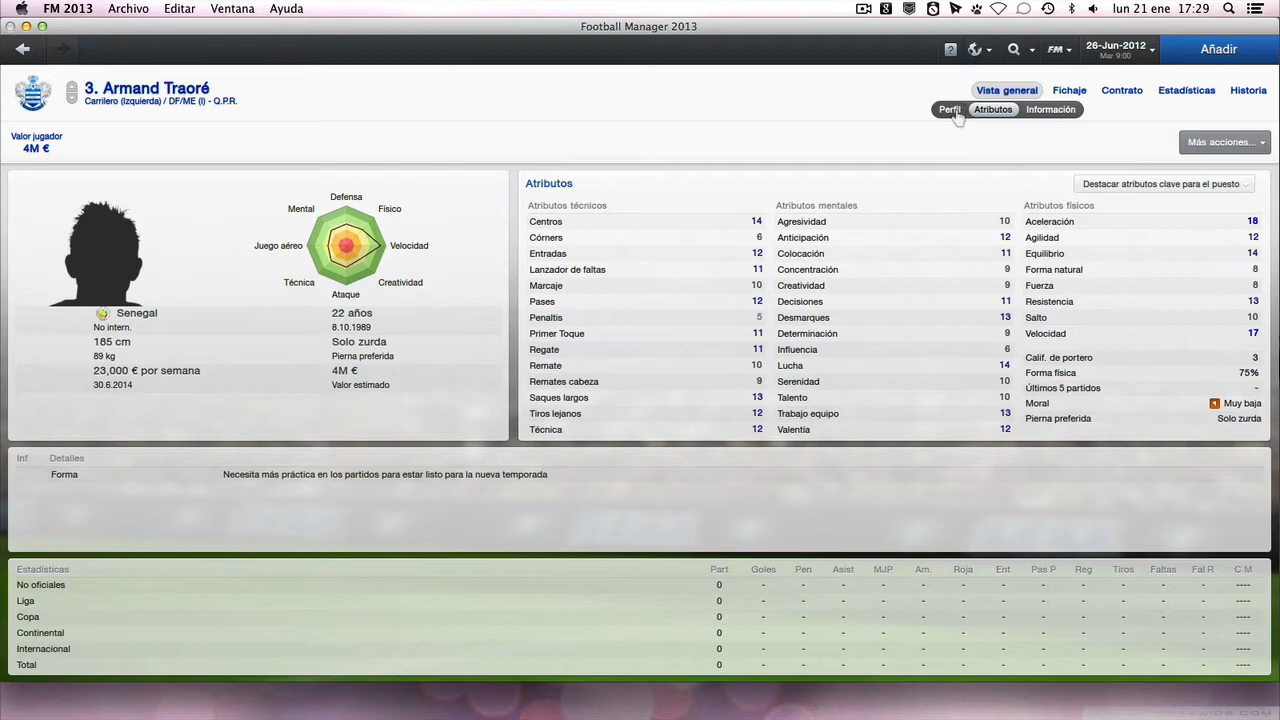 FM 2013 Archivo Editar Ventana Ayuda lun 21 ene 17:29
Football Manager 2013
? FM 26-Jun-2012 Añadir
Mar 9:00
3. Armand Traoré
Carrilero (Izquierda) / DF/ME (I) - Q.P.R.
Vista general Fichaje Contrato Estadísticas Historia
Perfil Atributos Información
Valor jugador
4M €
Más acciones...
Atributos Destacar atributos clave para el puesto
Defensa
Mental Físico
Juego aéreo Velocidad
Técnica Creatividad
Ataque
Senegal 22 años
No intern. 8.10.1989
185 cm Solo zurda
89 kg Pierna preferida
23,000 € por semana 4M €
30.6.2014 Valor estimado
Atributos técnicos Atributos mentales Atributos físicos
Centros 14 Agresividad 10 Aceleración 18
Córners 6 Anticipación 12 Agilidad 12
Entradas 12 Colocación 11 Equilibrio 14
Lanzador de faltas 11 Concentración 9 Forma natural 8
Marcaje 10 Creatividad 9 Fuerza 8
Pases 12 Decisiones 11 Resistencia 13
Penaltis 5 Desmarques 13 Salto 10
Primer Toque 11 Determinación 9 Velocidad 17
Regate 11 Influencia 6
Remate 10 Lucha 14
Remates cabeza 9 Serenidad 10
Saques largos 13 Talento 10
Tiros lejanos 12 Trabajo equipo 13
Técnica 12 Valentía 12
Calif. de portero 3
Forma física 75%
Últimos 5 partidos -
Moral Muy baja
Pierna preferida Solo zurda
Inf Detalles
Forma Necesita más práctica en los partidos para estar listo para la nueva temporada
Estadísticas Part Goles Pen Asist MJP Am. Roja Ent Pas P Reg Tiros Faltas Fal R C M
No oficiales 0 - - - - - - - - - - - - ----
Liga 0 - - - - - - - - - - - - ----
Copa 0 - - - - - - - - - - - - ----
Continental 0 - - - - - - - - - - - - ----
Internacional 0 - - - - - - - - - - - - ----
Total 0 - - - - - - - - - - - - ----